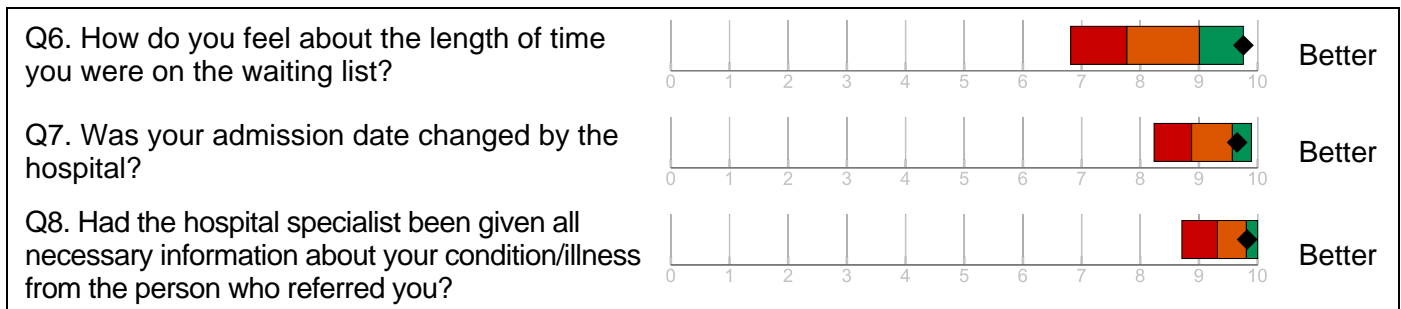 Q6. How do you feel about the length of time
you were on the waiting list?
0 1 2 3 4 5 6 7 8 9 10
Better
Q7. Was your admission date changed by the
hospital?
0 1 2 3 4 5 6 7 8 9 10
Better
Q8. Had the hospital specialist been given all
necessary information about your condition/illness
from the person who referred you?
0 1 2 3 4 5 6 7 8 9 10
Better